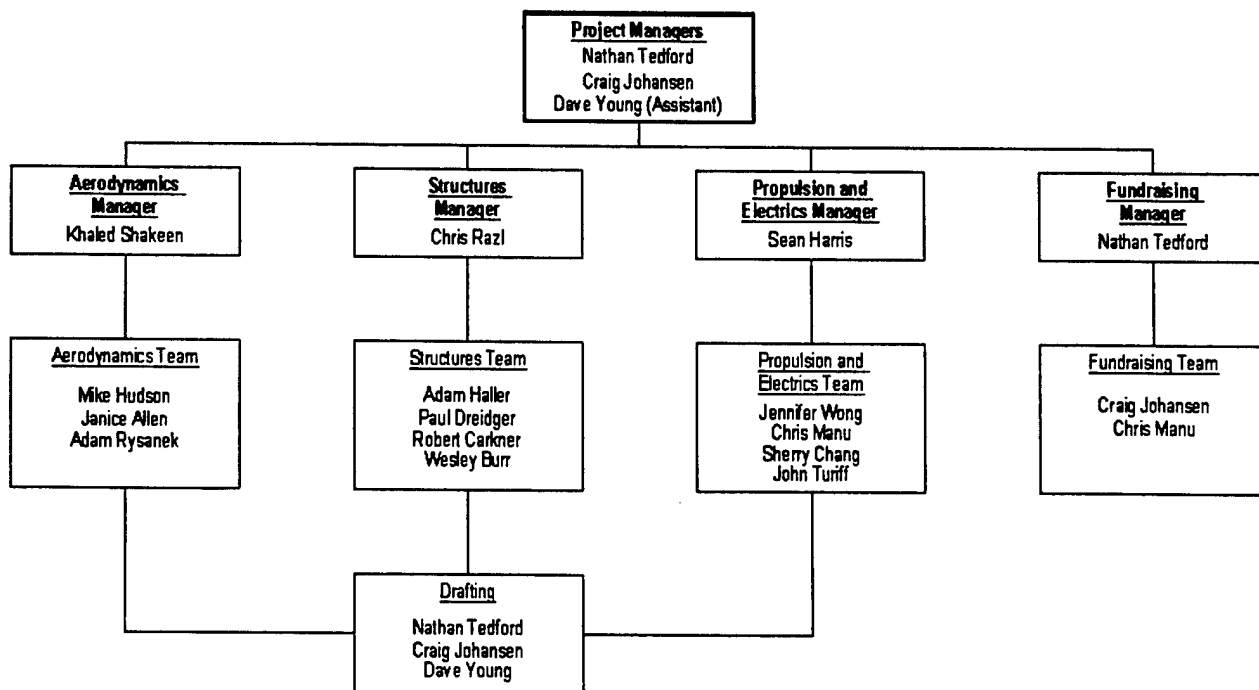 Project Managers
Nathan Tedford
Craig Johansen
Dave Young (Assistant)
Aerodynamics
Manager
Khaled Shakeen
Structures
Manager
Chris Razl
Propulsion and
Electrics Manager
Sean Harris
Fundraising
Manager
Nathan Tedford
Aerodynamics Team
Mike Hudson
Janice Allen
Adam Rysanek
Structures Team
Adam Haller
Paul Dreidger
Robert Carkner
Wesley Burr
Propulsion and
Electrics Team
Jennifer Wong
Chris Manu
Sherry Chang
John Turiff
Fundraising Team
Craig Johansen
Chris Manu
Drafting
Nathan Tedford
Craig Johansen
Dave Young